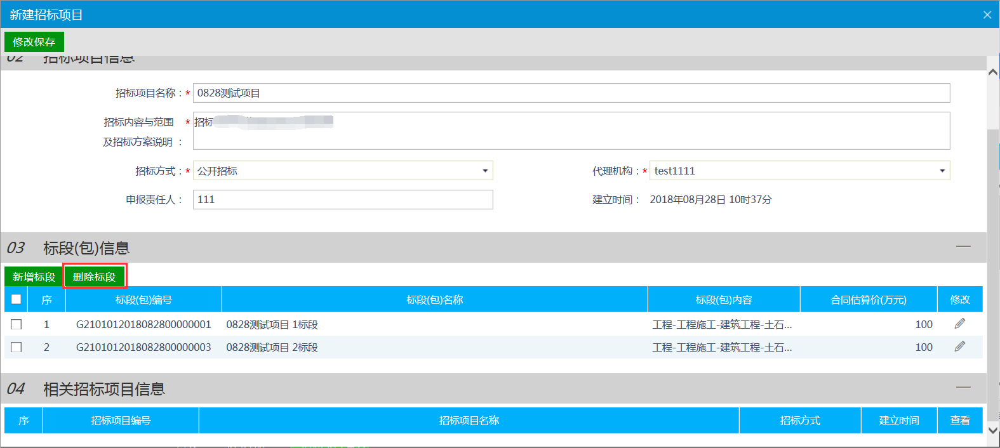 新建招标项目
修改保存
02 招标项目信息
招标项目名称：* 0828测试项目
招标内容与范围 * 招标
及招标方案说明 ：
招标方式：* 公开招标 代理机构：* test1111
申报责任人： 111 建立时间： 2018年08月28日 10时37分
03 标段(包)信息
新增标段 删除标段
序 标段(包)编号 标段(包)名称 标段(包)内容 合同估算价(万元) 修改
1 G2101012018082800000001 0828测试项目 1标段 工程-工程施工-建筑工程-土石... 100
2 G2101012018082800000003 0828测试项目 2标段 工程-工程施工-建筑工程-土石... 100
04 相关招标项目信息
序 招标项目编号 招标项目名称 招标方式 建立时间 查看